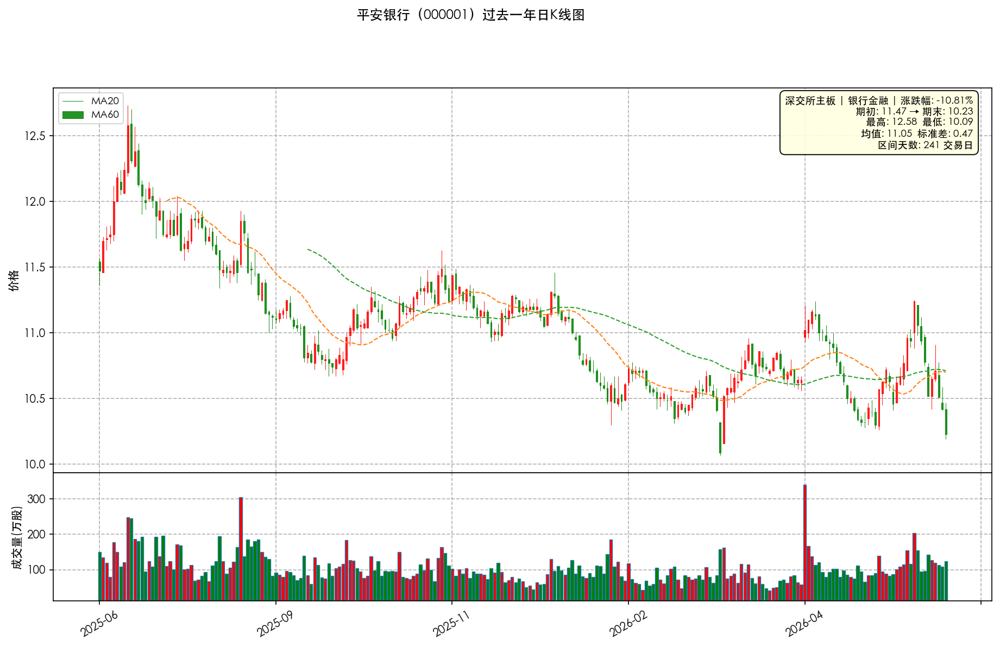 平安银行（000001）过去一年日K线图
MA20
MA60
深交所主板 | 银行金融 | 涨跌幅: -10.81%
期初: 11.47 → 期末: 10.23
最高: 12.58 最低: 10.09
均值: 11.05 标准差: 0.47
区间天数: 241 交易日
价格
12.5
12.0
11.5
11.0
10.5
10.0
成交量(万股)
300
200
100
2025-06
2025-09
2025-11
2026-02
2026-04